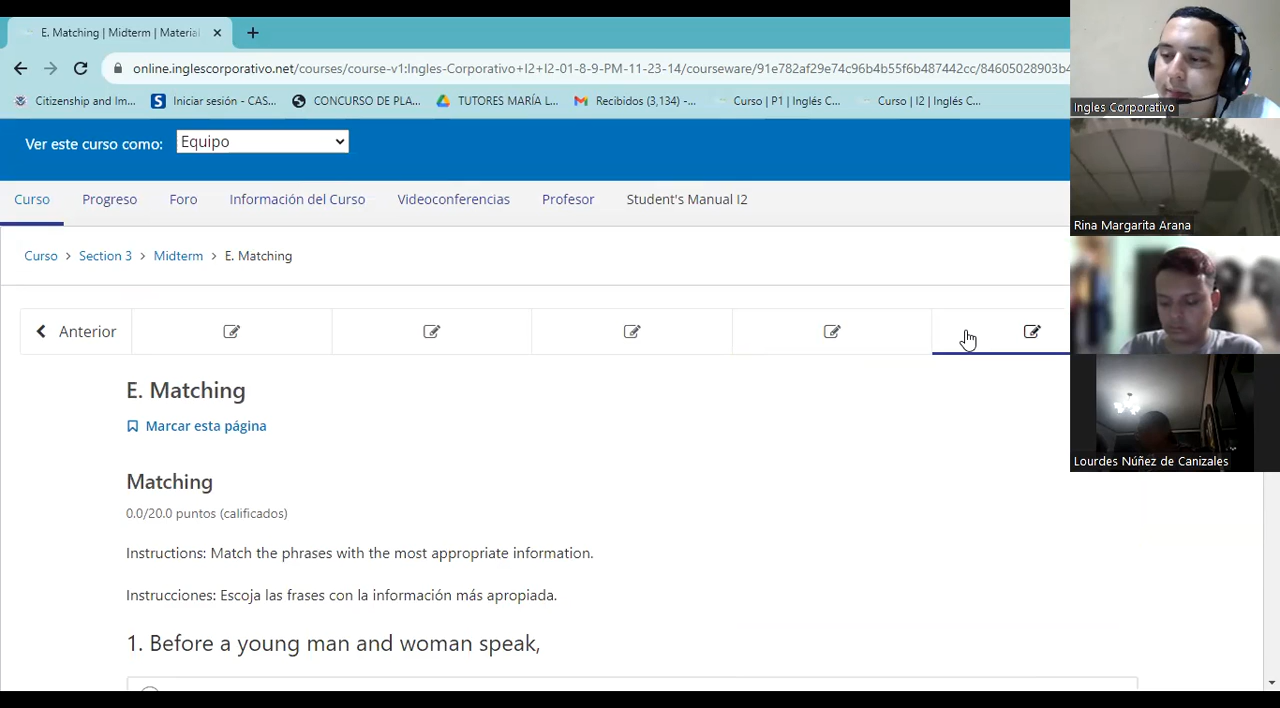 E. Matching | Midterm | Material
online.inglescorporativo.net/courses/course-v1:Ingles-Corporativo+I2+I2-01-8-9-PM-11-23-14/courseware/91e782af29e74c96b4b55f6b487442cc/84605028903b4
Citizenship and Im... Iniciar sesión - CAS... CONCURSO DE PLA... TUTORES MARÍA L... Recibidos (3,134) -... Curso | P1 | Inglés C... Curso | I2 | Inglés C...
Ver este curso como: Equipo
Curso Progreso Foro Información del Curso Videoconferencias Profesor Student's Manual I2
Curso > Section 3 > Midterm > E. Matching
Anterior
E. Matching
Marcar esta página
Matching
0.0/20.0 puntos (calificados)
Instructions: Match the phrases with the most appropriate information.
Instrucciones: Escoja las frases con la información más apropiada.
1. Before a young man and woman speak,
Ingles Corporativo
Rina Margarita Arana
Lourdes Núñez de Canizales